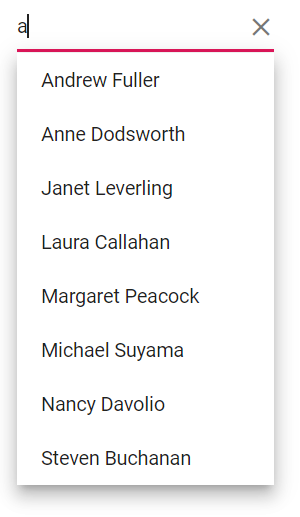 a
Andrew Fuller
Anne Dodsworth
Janet Leverling
Laura Callahan
Margaret Peacock
Michael Suyama
Nancy Davolio
Steven Buchanan